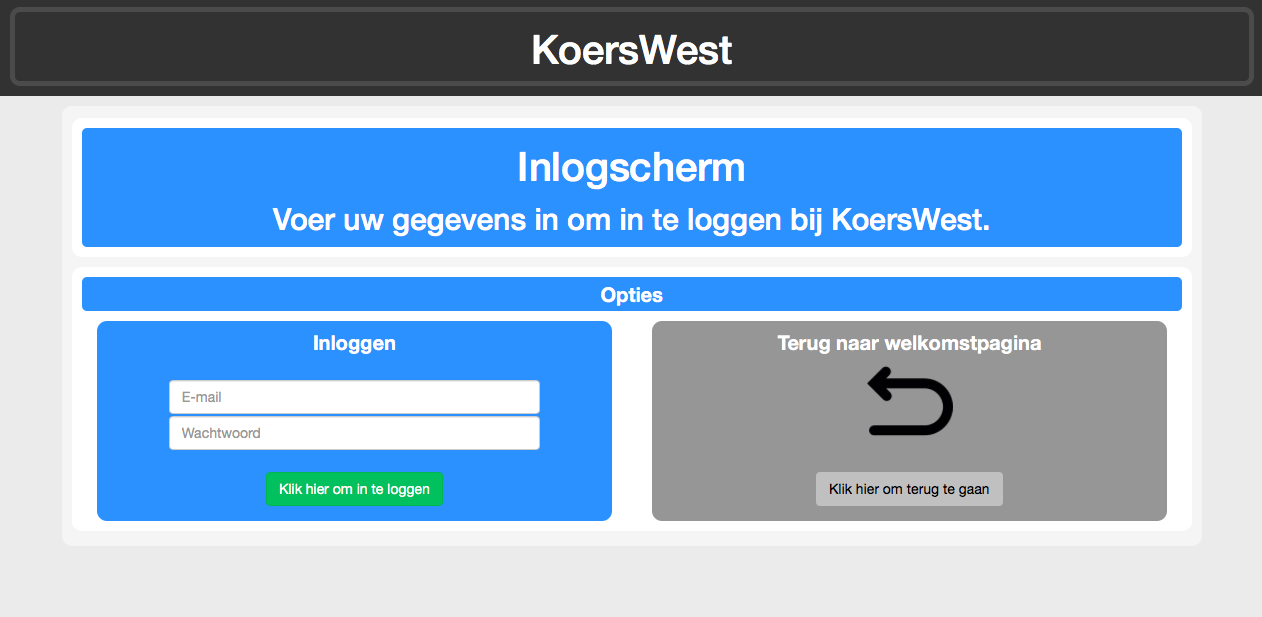 KoersWest
Inlogscherm
Voer uw gegevens in om in te loggen bij KoersWest.
Opties
Inloggen
E-mail
Wachtwoord
Klik hier om in te loggen
Terug naar welkomstpagina
Klik hier om terug te gaan